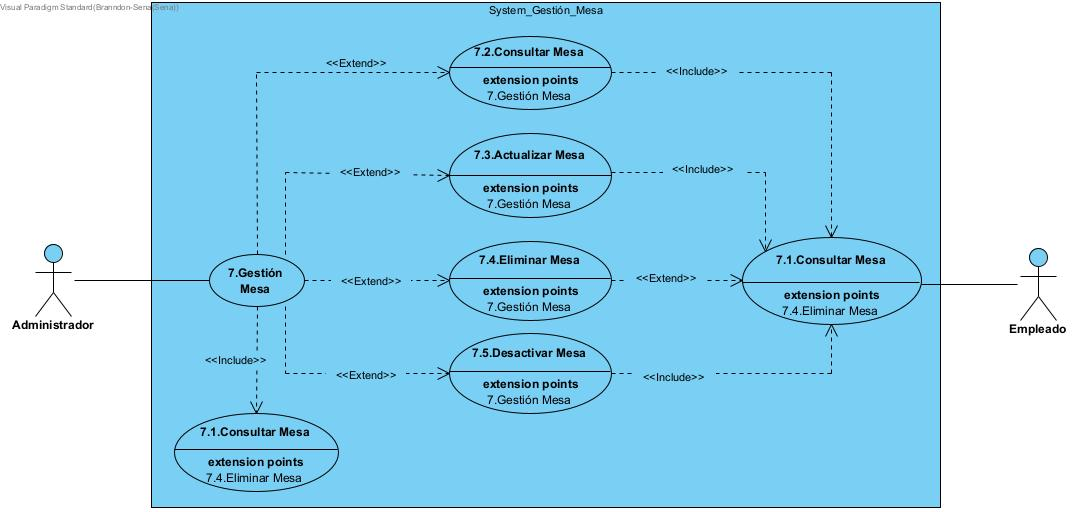 Visual Paradigm Standard(Branndon-Sena(Sena))
System_Gestión_Mesa
7.2.Consultar Mesa
extension points
7.Gestión Mesa
<<Extend>>
<<Include>>
7.3.Actualizar Mesa
extension points
7.Gestión Mesa
<<Extend>>
<<Include>>
7.4.Eliminar Mesa
extension points
7.Gestión Mesa
<<Extend>>
<<Extend>>
7.5.Desactivar Mesa
extension points
7.Gestión Mesa
<<Extend>>
<<Include>>
7.Gestión
Mesa
Administrador
7.1.Consultar Mesa
extension points
7.4.Eliminar Mesa
Empleado
<<Include>>
7.1.Consultar Mesa
extension points
7.4.Eliminar Mesa